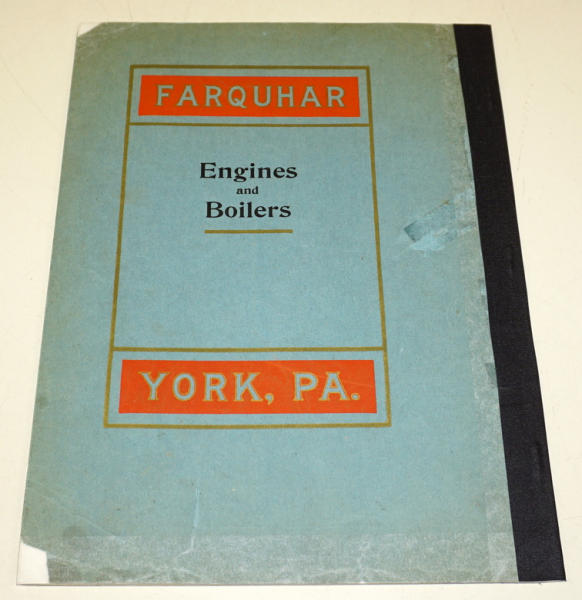 FARQUHAR
Engines
and
Boilers
YORK, PA.